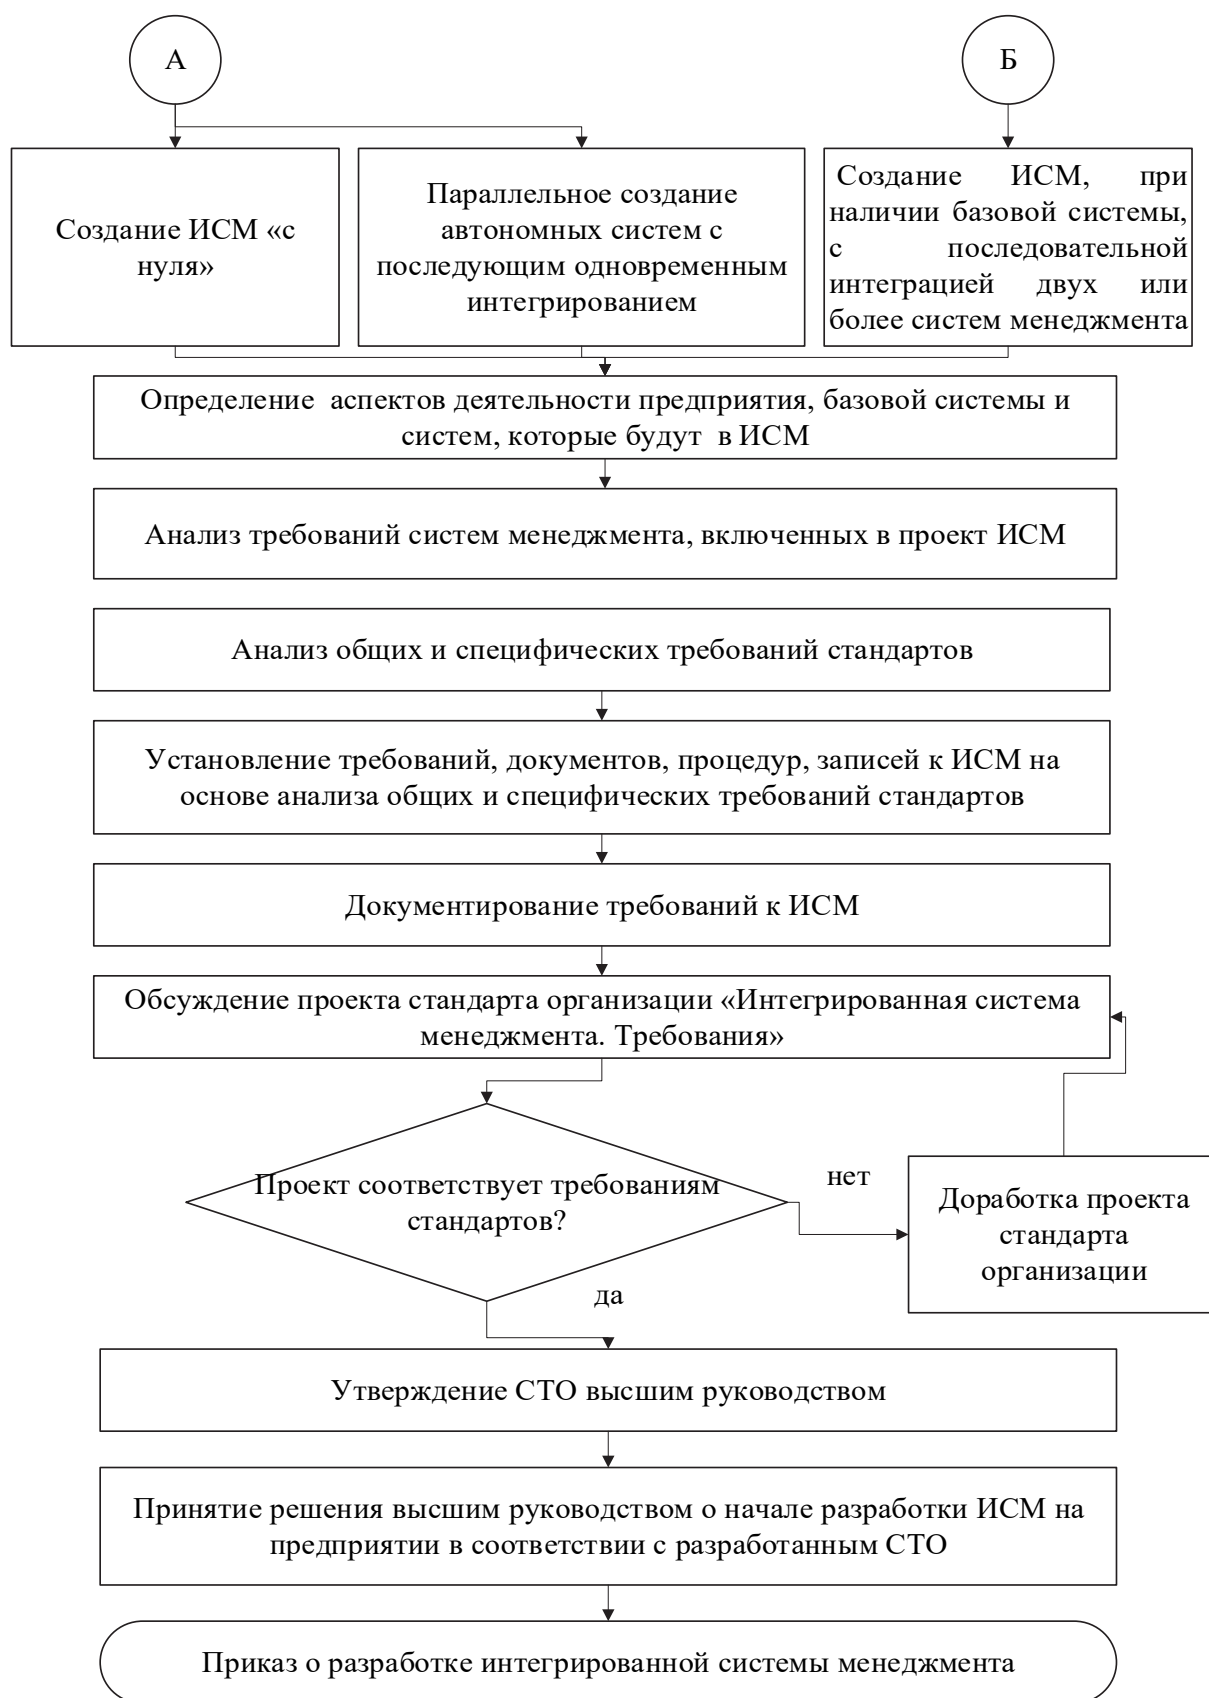 А
Б
Создание ИСМ «с
нуля»
Параллельное создание
автономных систем с
последующим одновременным
интегрированием
Создание ИСМ, при
наличии базовой системы,
с последовательной
интеграцией двух или
более систем менеджмента
Определение аспектов деятельности предприятия, базовой системы и
систем, которые будут в ИСМ
Анализ требований систем менеджмента, включенных в проект ИСМ
Анализ общих и специфических требований стандартов
Установление требований, документов, процедур, записей к ИСМ на
основе анализа общих и специфических требований стандартов
Документирование требований к ИСМ
Обсуждение проекта стандарта организации «Интегрированная система
менеджмента. Требования»
Проект соответствует требованиям
стандартов?
нет
Доработка проекта
стандарта
организации
да
Утверждение СТО высшим руководством
Принятие решения высшим руководством о начале разработки ИСМ на
предприятии в соответствии с разработанным СТО
Приказ о разработке интегрированной системы менеджмента